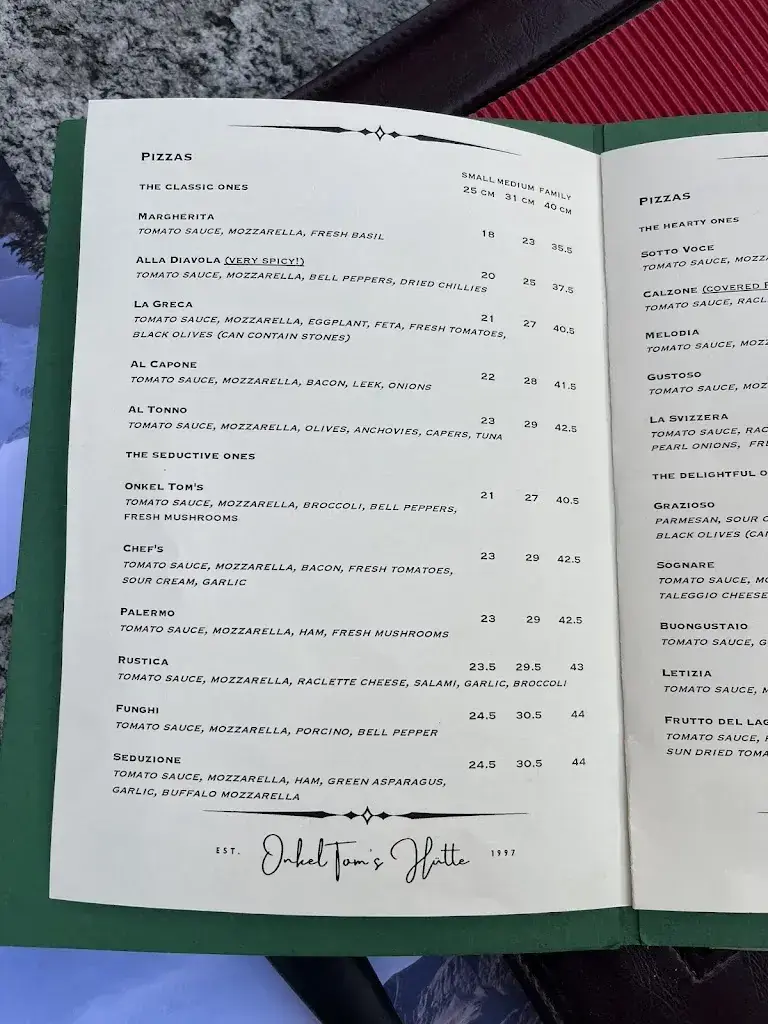 PIZZAS
SMALL MEDIUM FAMILY
THE CLASSIC ONES 25 CM 31 CM 40 CM
MARGHERITA 18 23 35.5
TOMATO SAUCE, MOZZARELLA, FRESH BASIL
ALLA DIAVOLA (VERY SPICY!) 20 25 37.5
TOMATO SAUCE, MOZZARELLA, BELL PEPPERS, DRIED CHILLIES
LA GRECA 21 27 40.5
TOMATO SAUCE, MOZZARELLA, EGGPLANT, FETA, FRESH TOMATOES,
BLACK OLIVES (CAN CONTAIN STONES)
AL CAPONE 22 28 41.5
TOMATO SAUCE, MOZZARELLA, BACON, LEEK, ONIONS
AL TONNO 23 29 42.5
TOMATO SAUCE, MOZZARELLA, OLIVES, ANCHOVIES, CAPERS, TUNA
THE SEDUCTIVE ONES
ONKEL TOM'S 21 27 40.5
TOMATO SAUCE, MOZZARELLA, BROCCOLI, BELL PEPPERS,
FRESH MUSHROOMS
CHEF'S 23 29 42.5
TOMATO SAUCE, MOZZARELLA, BACON, FRESH TOMATOES,
SOUR CREAM, GARLIC
PALERMO 23 29 42.5
TOMATO SAUCE, MOZZARELLA, HAM, FRESH MUSHROOMS
RUSTICA 23.5 29.5 43
TOMATO SAUCE, MOZZARELLA, RACLETTE CHEESE, SALAMI, GARLIC, BROCCOLI
FUNGHI 24.5 30.5 44
TOMATO SAUCE, MOZZARELLA, PORCINO, BELL PEPPER
SEDUZIONE 24.5 30.5 44
TOMATO SAUCE, MOZZARELLA, HAM, GREEN ASPARAGUS,
GARLIC, BUFFALO MOZZARELLA
EST. Onkel Tom's Hütte 1997
PIZZAS
THE HEARTY ONES
SOTTO VOCE
TOMATO SAUCE,
CALZONE (COVERED
TOMATO SAUCE,
MELODIA
TOMATO SAUCE,
GUSTOSO
TOMATO SAUCE,
LA SVIZZERA
TOMATO SAUCE,
PEARL ONIONS,
THE DELIGHTFUL
GRAZIOSO
PARMESAN, SOUR
BLACK OLIVES
SOGNARE
TOMATO SAUCE,
TALEGGIO CHEESE
BUONGUSTAIO
TOMATO SAUCE,
LETIZIA
TOMATO SAUCE,
FRUTTO DEL
TOMATO SAUCE,
SUN DRIED